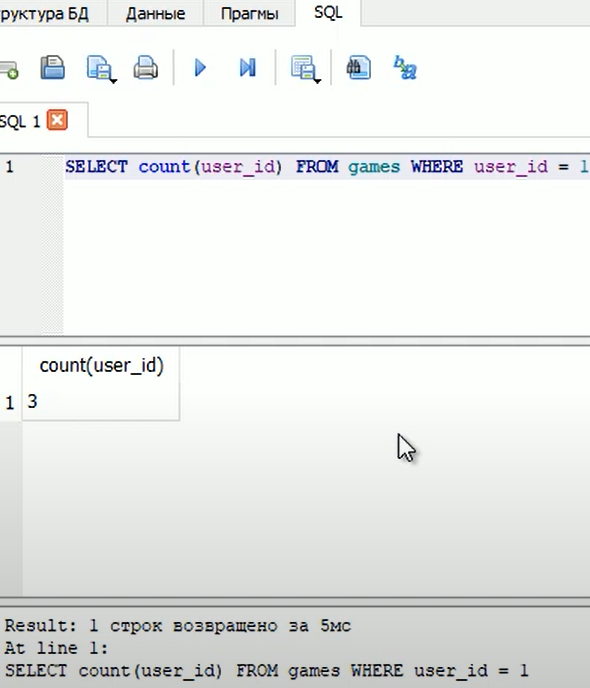 руктура БД Данные Прагмы SQL
SQL 1
1 SELECT count(user_id) FROM games WHERE user_id = 1
count(user_id)
1 3
Result: 1 строк возвращено за 5мс
At line 1:
SELECT count(user_id) FROM games WHERE user_id = 1